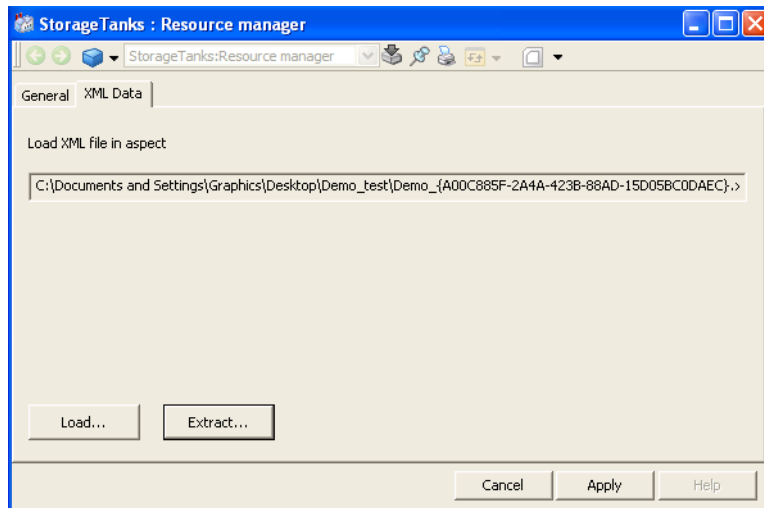 StorageTanks : Resource manager
StorageTanks:Resource manager
General XML Data
Load XML file in aspect
C:\Documents and Settings\Graphics\Desktop\Demo_test\Demo_{A00C885F-2A4A-423B-88AD-15D05BC0DAEC}.x
Load... Extract...
Cancel Apply Help